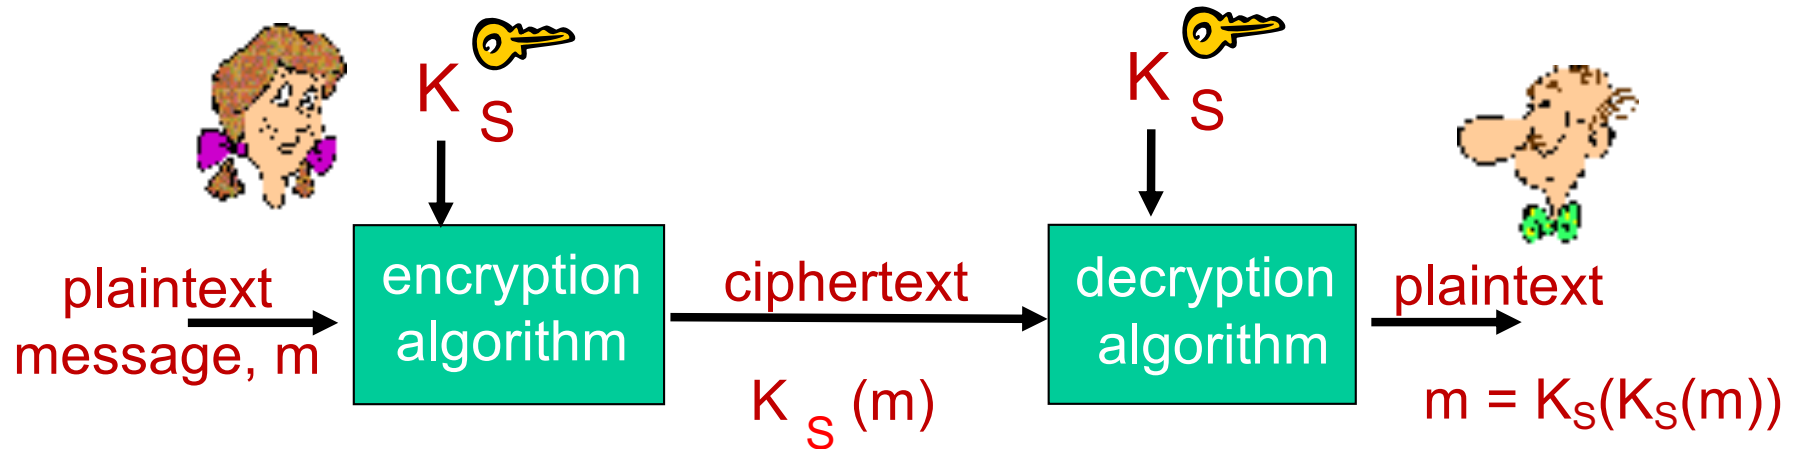 K S
K S
plaintext
message, m
encryption
algorithm
ciphertext
K S (m)
decryption
algorithm
plaintext
m = KS(KS(m))